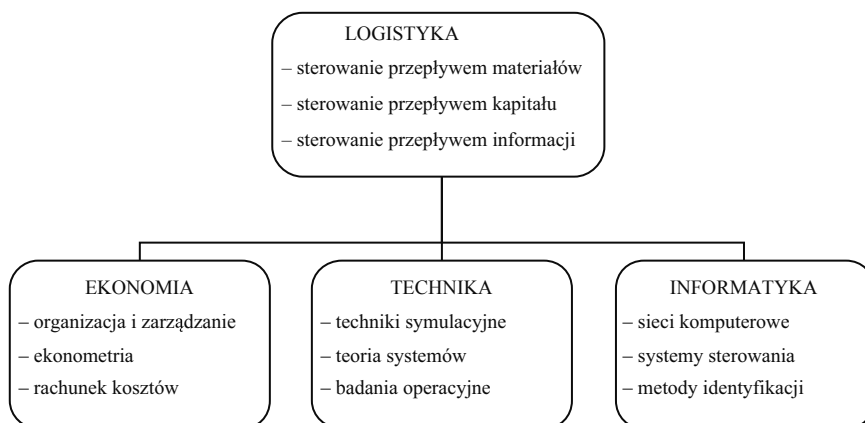 LOGISTYKA
– sterowanie przepływem materiałów
– sterowanie przepływem kapitału
– sterowanie przepływem informacji
EKONOMIA
– organizacja i zarządzanie
– ekonometria
– rachunek kosztów
TECHNIKA
– techniki symulacyjne
– teoria systemów
– badania operacyjne
INFORMATYKA
– sieci komputerowe
– systemy sterowania
– metody identyfikacji